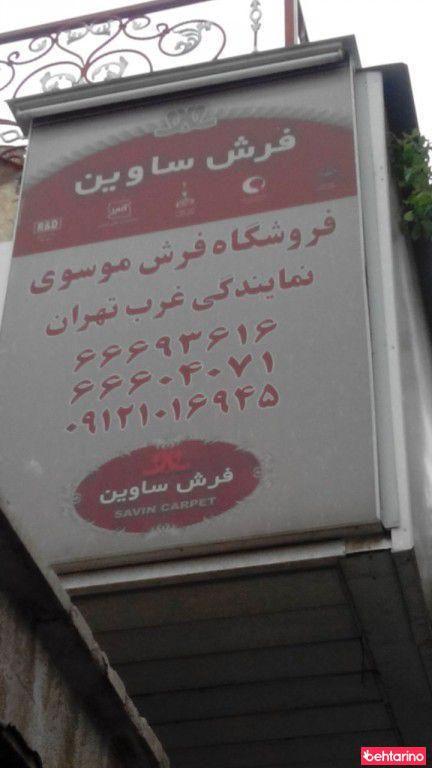 فرش ساوین
R&D
فروشگاه فرش موسوی
نمایندگی غرب تهران
۶۶۶۹۳۶۱۶
۶۶۶۰۴۰۷۱
۰۹۱۲۱۰۱۶۹۴۵
فرش ساوین
SAVIN CARPET
behtarino